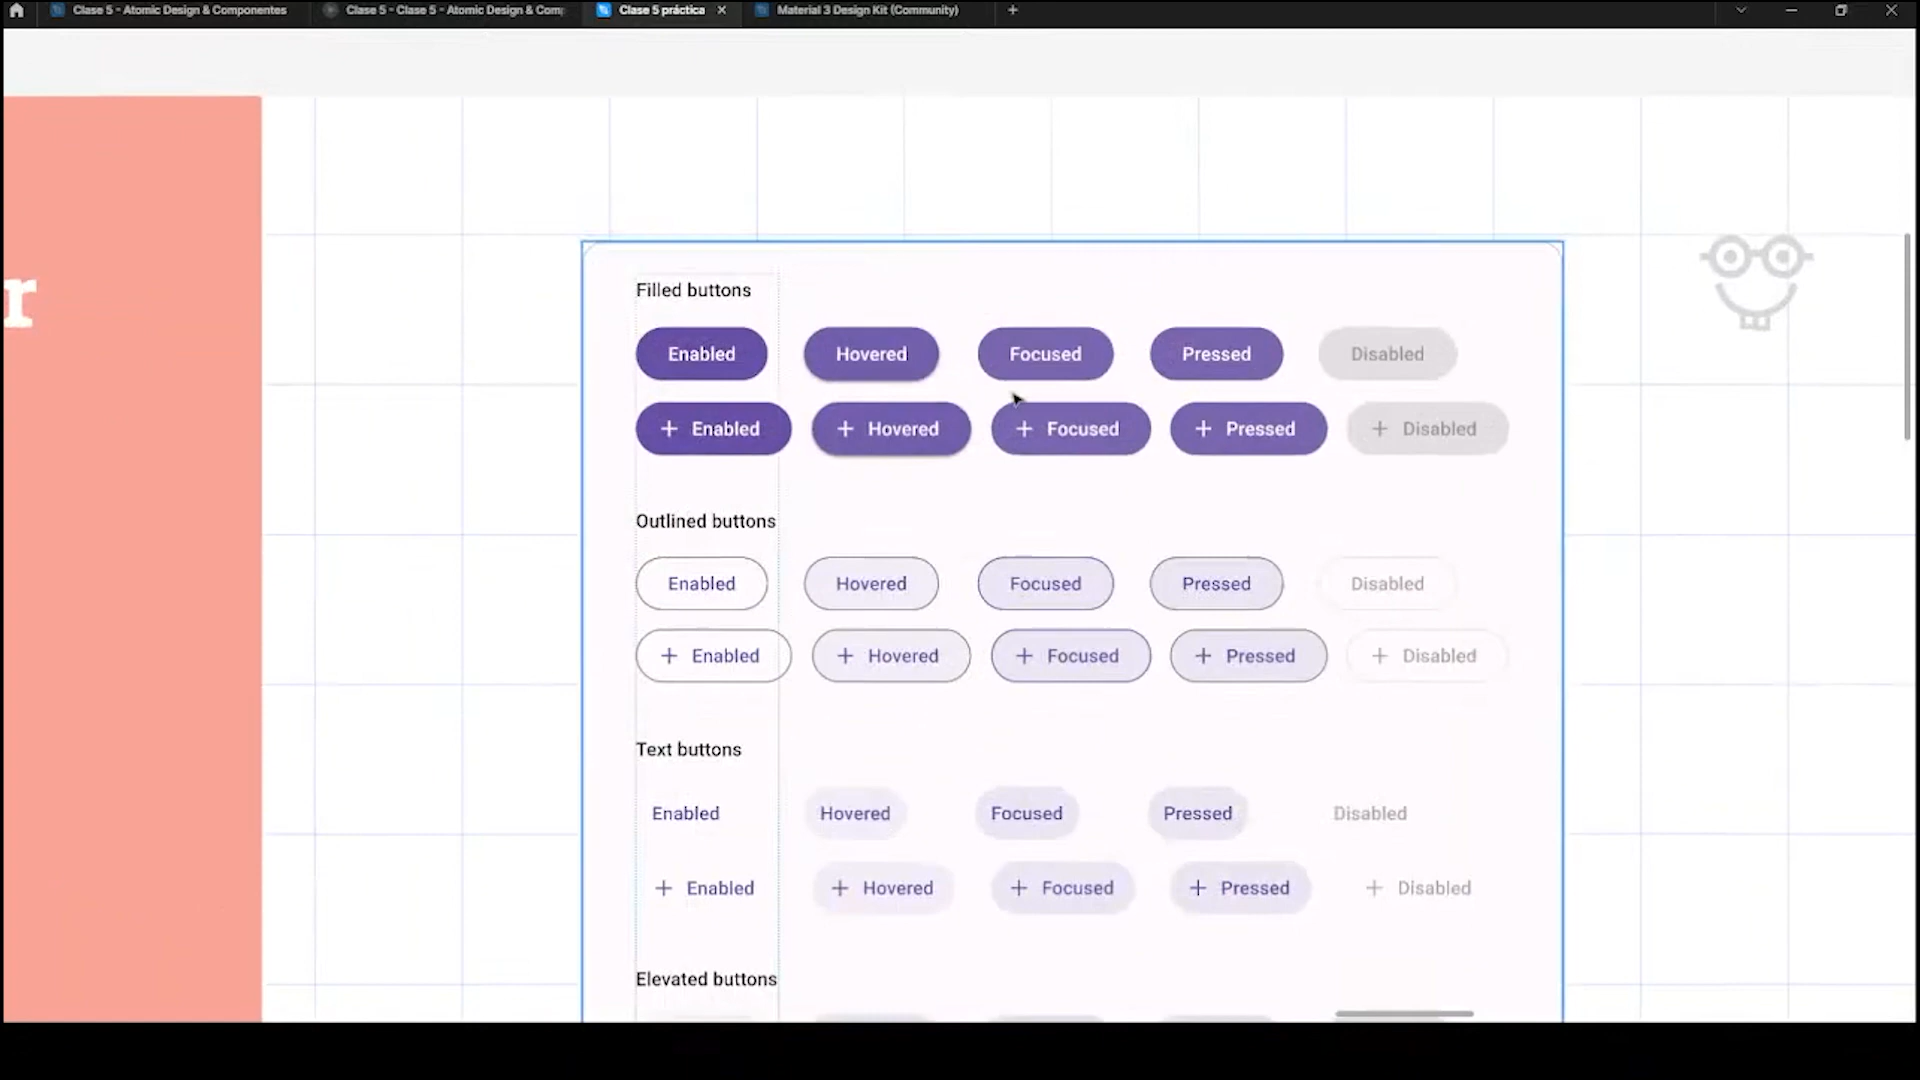 Clase 5 - Atomic Design & Componentes
Clase 5 - Clase 5 - Atomic Design & Com
Clase 5 práctica
Material 3 Design Kit (Community)
r
Filled buttons
Enabled Hovered Focused Pressed Disabled
+ Enabled + Hovered + Focused + Pressed + Disabled
Outlined buttons
Enabled Hovered Focused Pressed Disabled
+ Enabled + Hovered + Focused + Pressed + Disabled
Text buttons
Enabled Hovered Focused Pressed Disabled
+ Enabled + Hovered + Focused + Pressed + Disabled
Elevated buttons